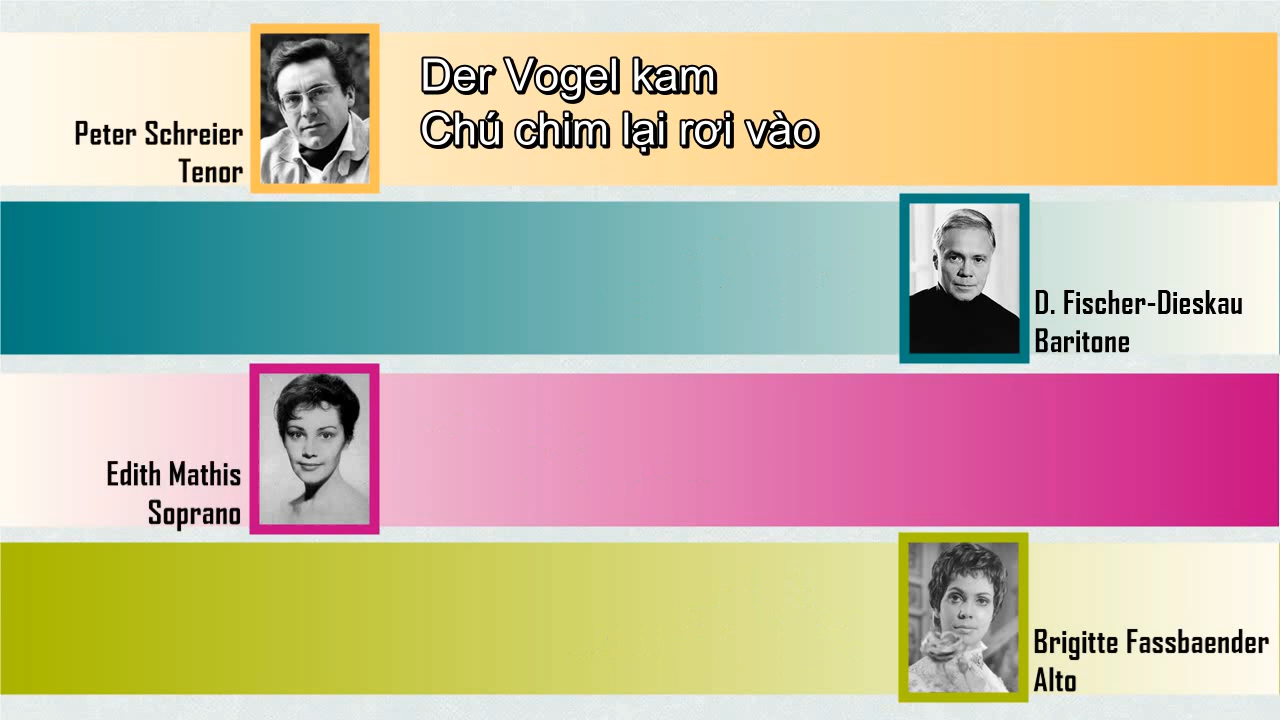 Der Vogel kam
Chú chim lại rơi vào
Peter Schreier
Tenor
D. Fischer-Dieskau
Baritone
Edith Mathis
Soprano
Brigitte Fassbaender
Alto